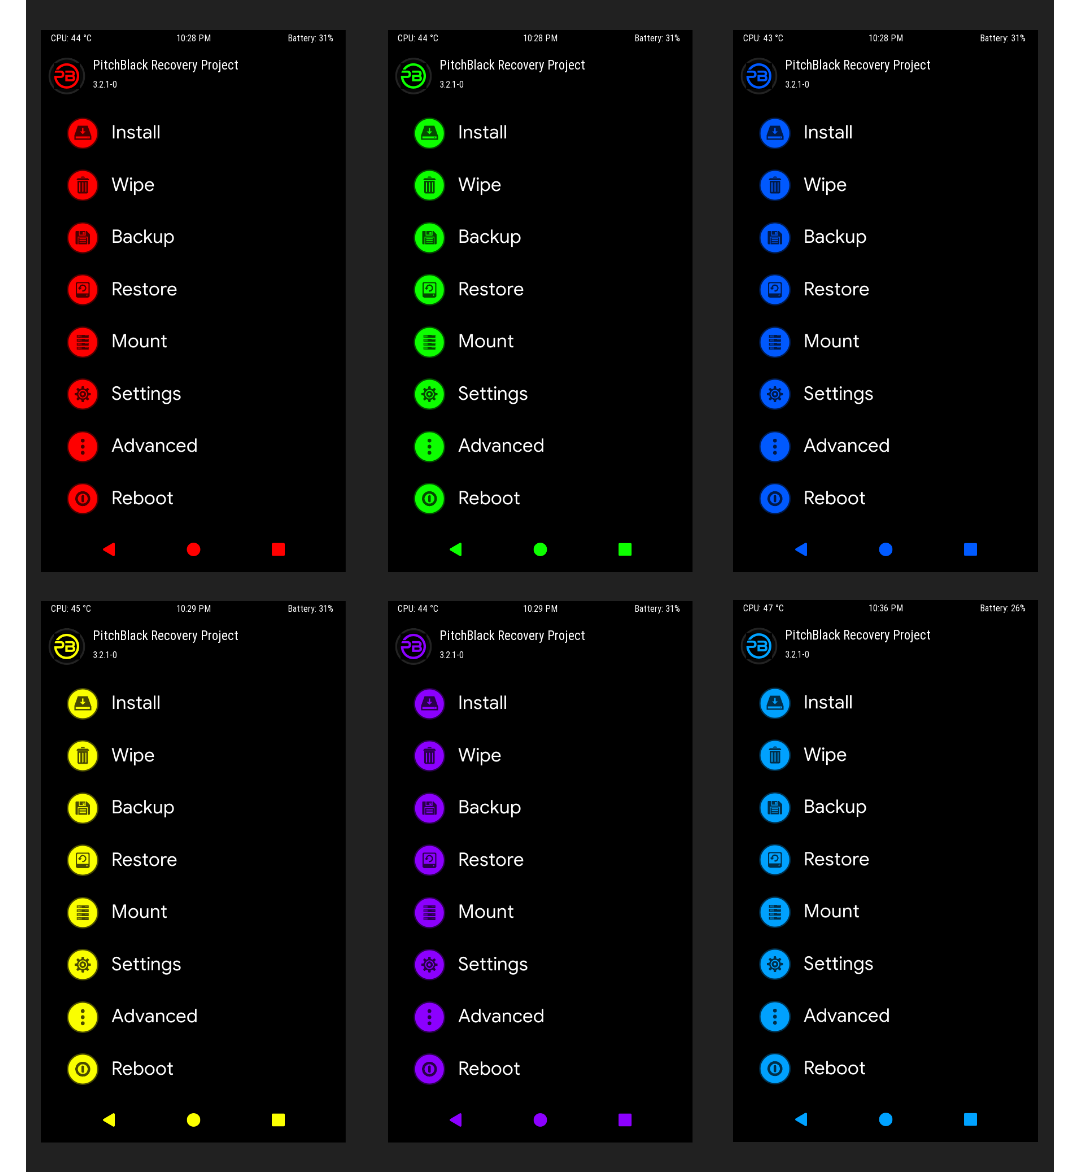 CPU: 44 °C 10:28 PM Battery: 31%
PB PitchBlack Recovery Project
3.2.1-0
Install
Wipe
Backup
Restore
Mount
Settings
Advanced
Reboot
CPU: 44 °C 10:28 PM Battery: 31%
PB PitchBlack Recovery Project
3.2.1-0
Install
Wipe
Backup
Restore
Mount
Settings
Advanced
Reboot
CPU: 43 °C 10:28 PM Battery: 31%
PB PitchBlack Recovery Project
3.2.1-0
Install
Wipe
Backup
Restore
Mount
Settings
Advanced
Reboot
CPU: 45 °C 10:29 PM Battery: 31%
PB PitchBlack Recovery Project
3.2.1-0
Install
Wipe
Backup
Restore
Mount
Settings
Advanced
Reboot
CPU: 44 °C 10:29 PM Battery: 31%
PB PitchBlack Recovery Project
3.2.1-0
Install
Wipe
Backup
Restore
Mount
Settings
Advanced
Reboot
CPU: 47 °C 10:36 PM Battery: 26%
PB PitchBlack Recovery Project
3.2.1-0
Install
Wipe
Backup
Restore
Mount
Settings
Advanced
Reboot